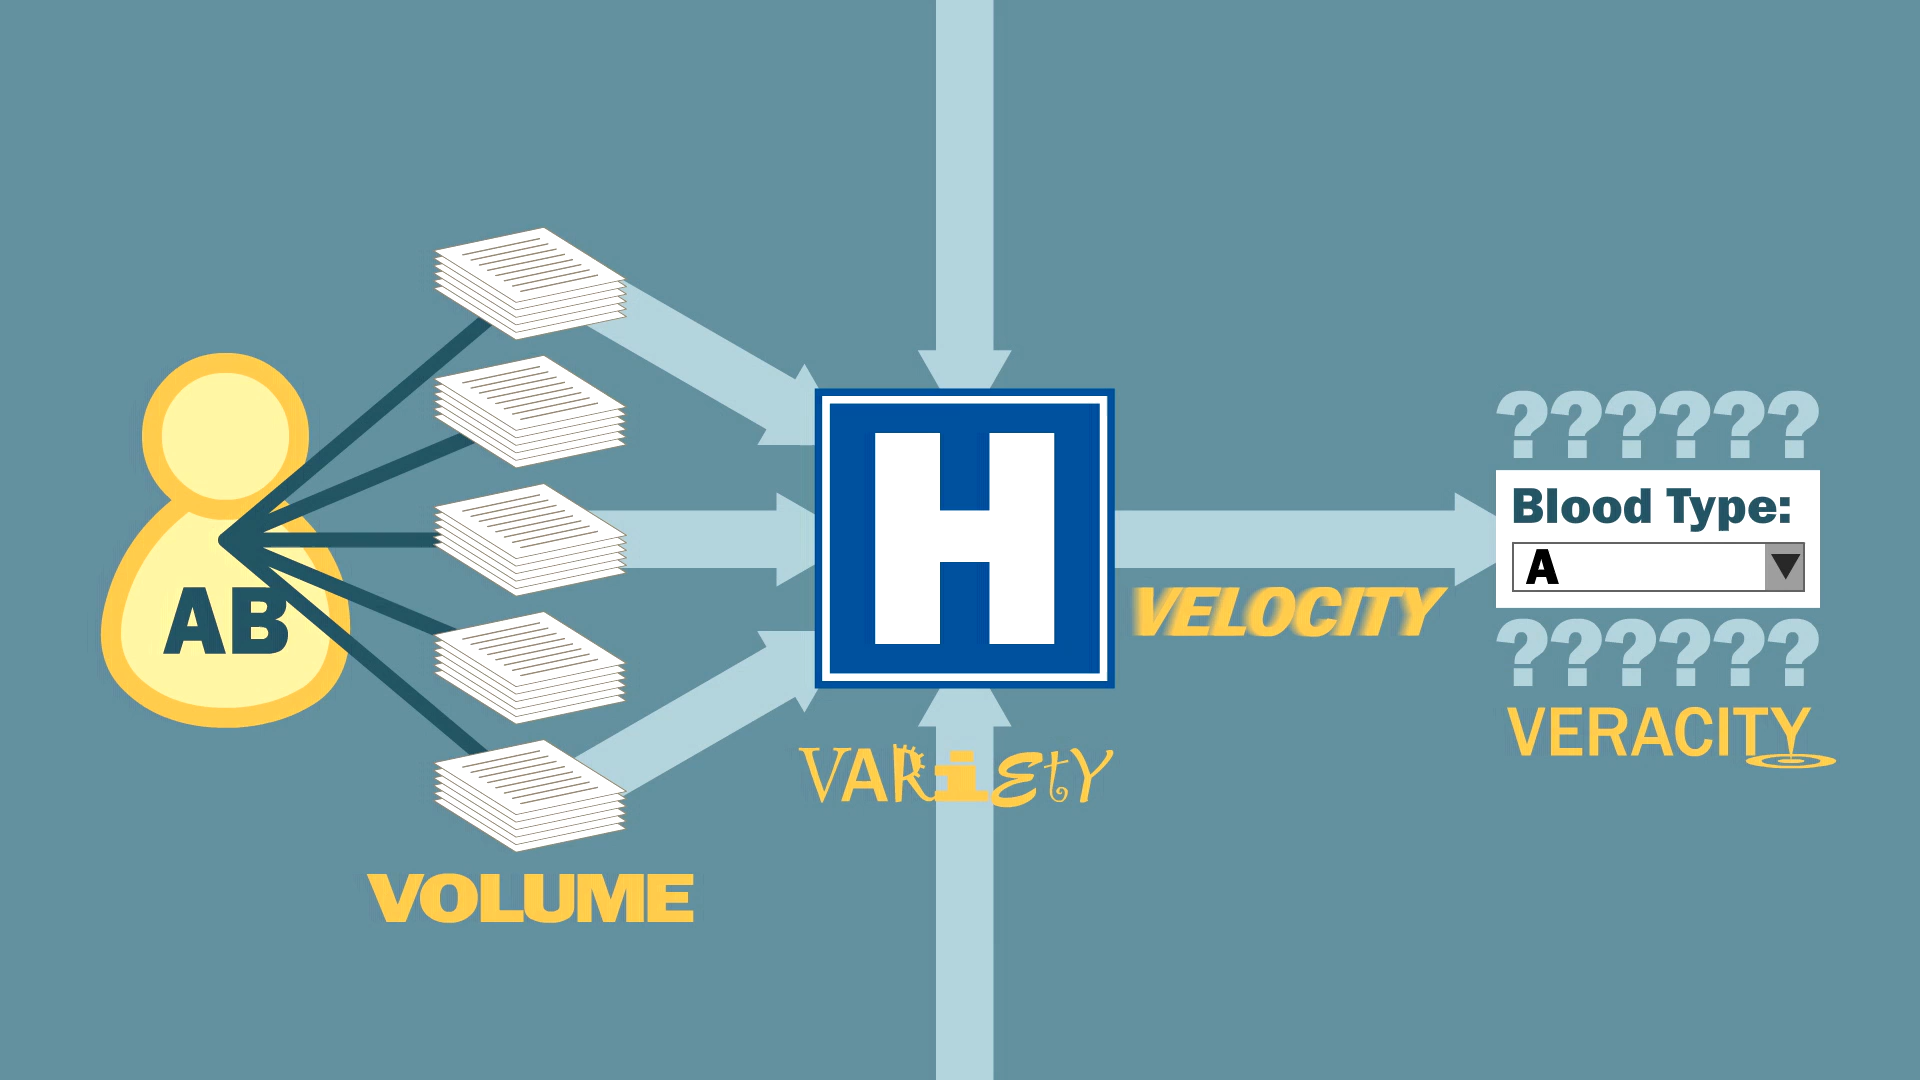 AB
VOLUME
H
VARiEtY
VELOCITY
??????
Blood Type:
A
??????
VERACITY